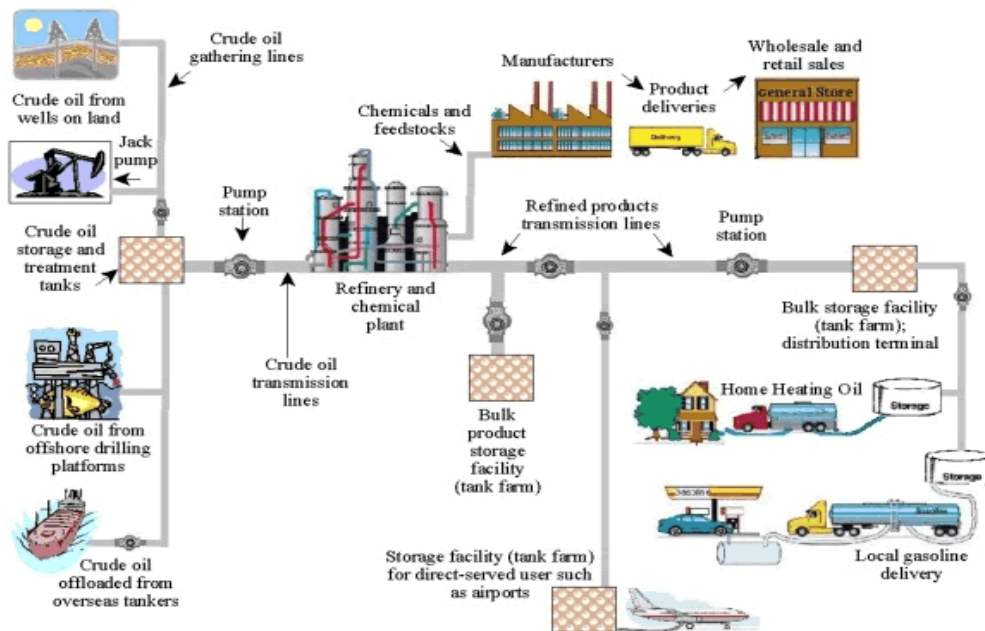 Crude oil from
wells on land
Crude oil
gathering lines
Jack
pump
Crude oil
storage and
treatment
tanks
Pump
station
Crude oil from
offshore drilling
platforms
Crude oil
offloaded from
overseas tankers
Crude oil
transmission
lines
Refinery and
chemical
plant
Chemicals and
feedstocks
Manufacturers
Product
deliveries
Delivery
Wholesale and
retail sales
General Store
Refined products
transmission lines
Pump
station
Bulk
product
storage
facility
(tank farm)
Bulk storage facility
(tank farm);
distribution terminal
Home Heating Oil
Storage
Storage
Local gasoline
delivery
Storage facility (tank farm)
for direct-served user such
as airports